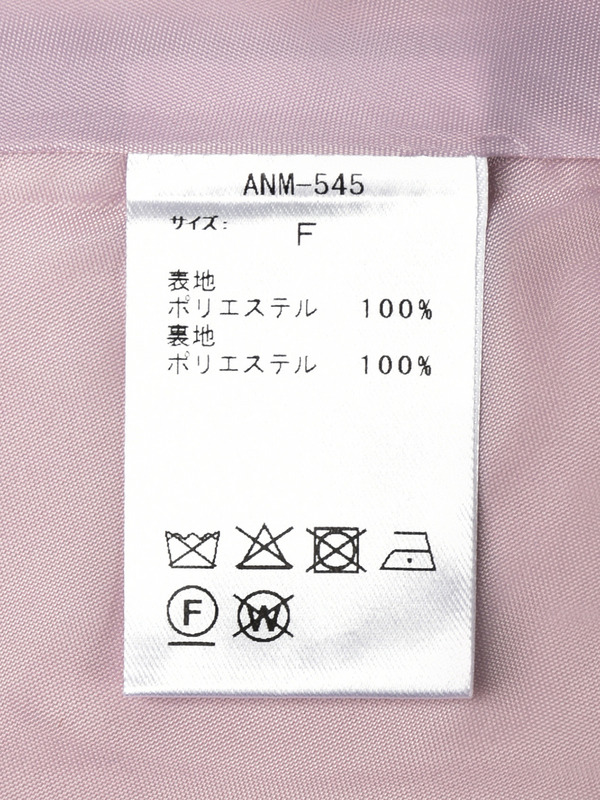 ANM-545
サイズ: F
表地
ポリエステル 100%
裏地
ポリエステル 100%
F W